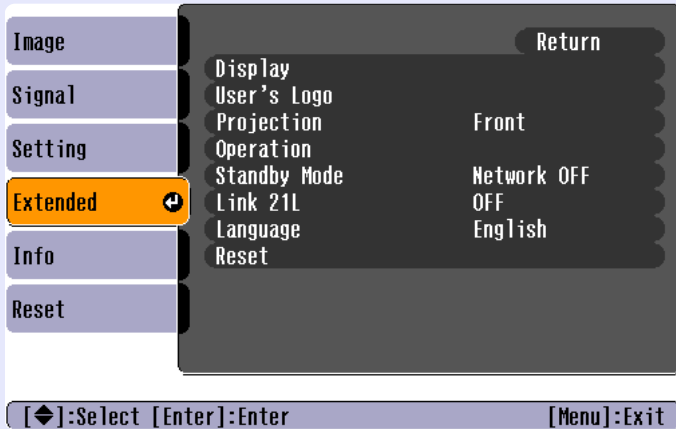 Image
Signal
Setting
Extended
Info
Reset
Return
Display
User's Logo
Projection Front
Operation
Standby Mode Network OFF
Link 21L OFF
Language English
Reset
[◆]:Select [Enter]:Enter [Menu]:Exit